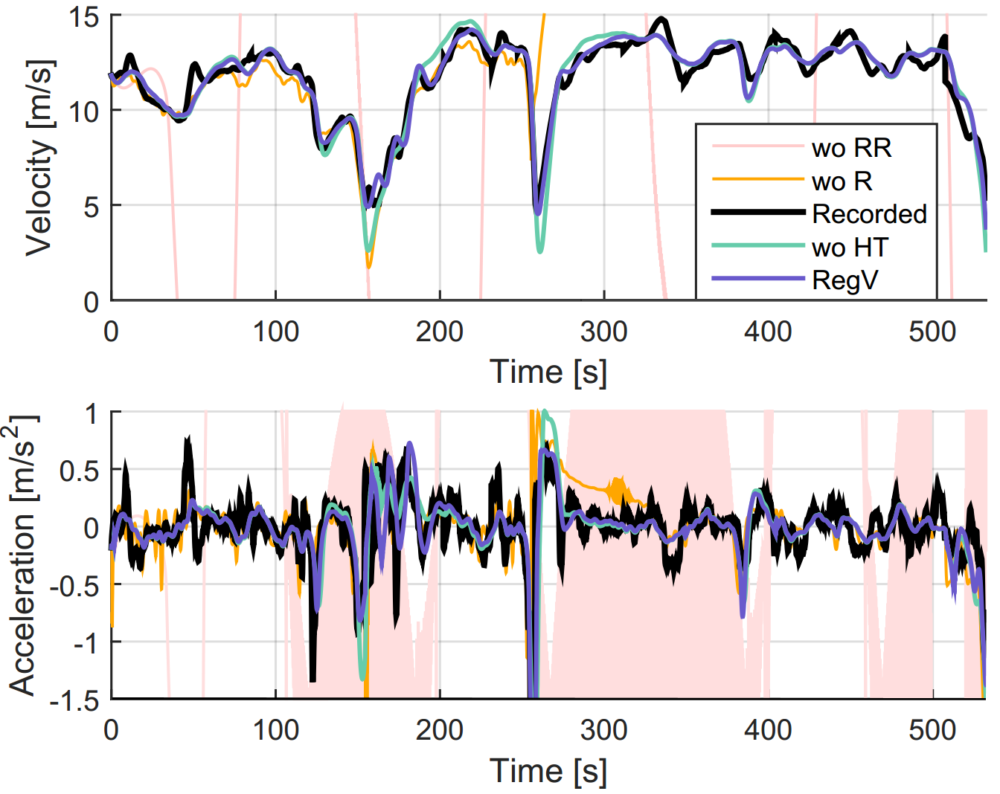 15
10
5
0
Velocity [m/s]
wo RR
wo R
Recorded
wo HT
RegV
0 100 200 300 400 500
Time [s]
1
0.5
0
-0.5
-1
-1.5
Acceleration [m/s²]
0 100 200 300 400 500
Time [s]